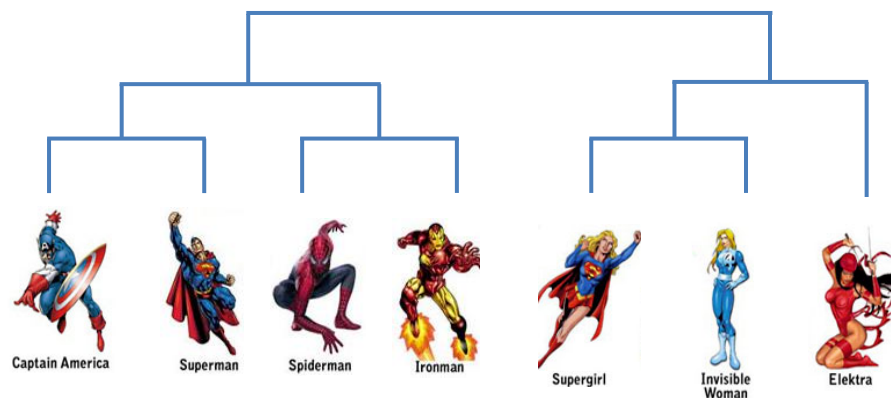 Captain America
Superman
Spiderman
Ironman
Supergirl
Invisible
Woman
Elektra